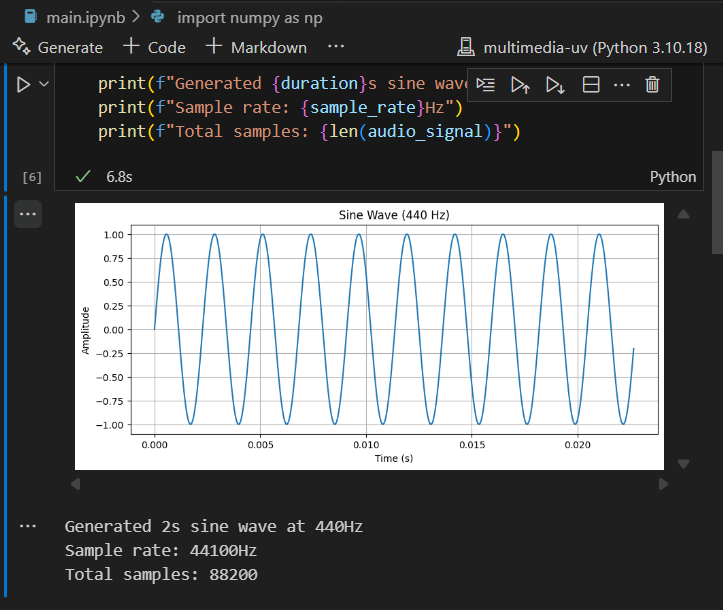 main.ipynb > import numpy as np
Generate + Code + Markdown ... multimedia-uv (Python 3.10.18)
print(f"Generated {duration}s sine wave
print(f"Sample rate: {sample_rate}Hz")
print(f"Total samples: {len(audio_signal)}")
[6] 6.8s Python
Sine Wave (440 Hz)
1.00
0.75
0.50
0.25
0.00
−0.25
−0.50
−0.75
−1.00
Amplitude
0.000 0.005 0.010 0.015 0.020
Time (s)
Generated 2s sine wave at 440Hz
Sample rate: 44100Hz
Total samples: 88200